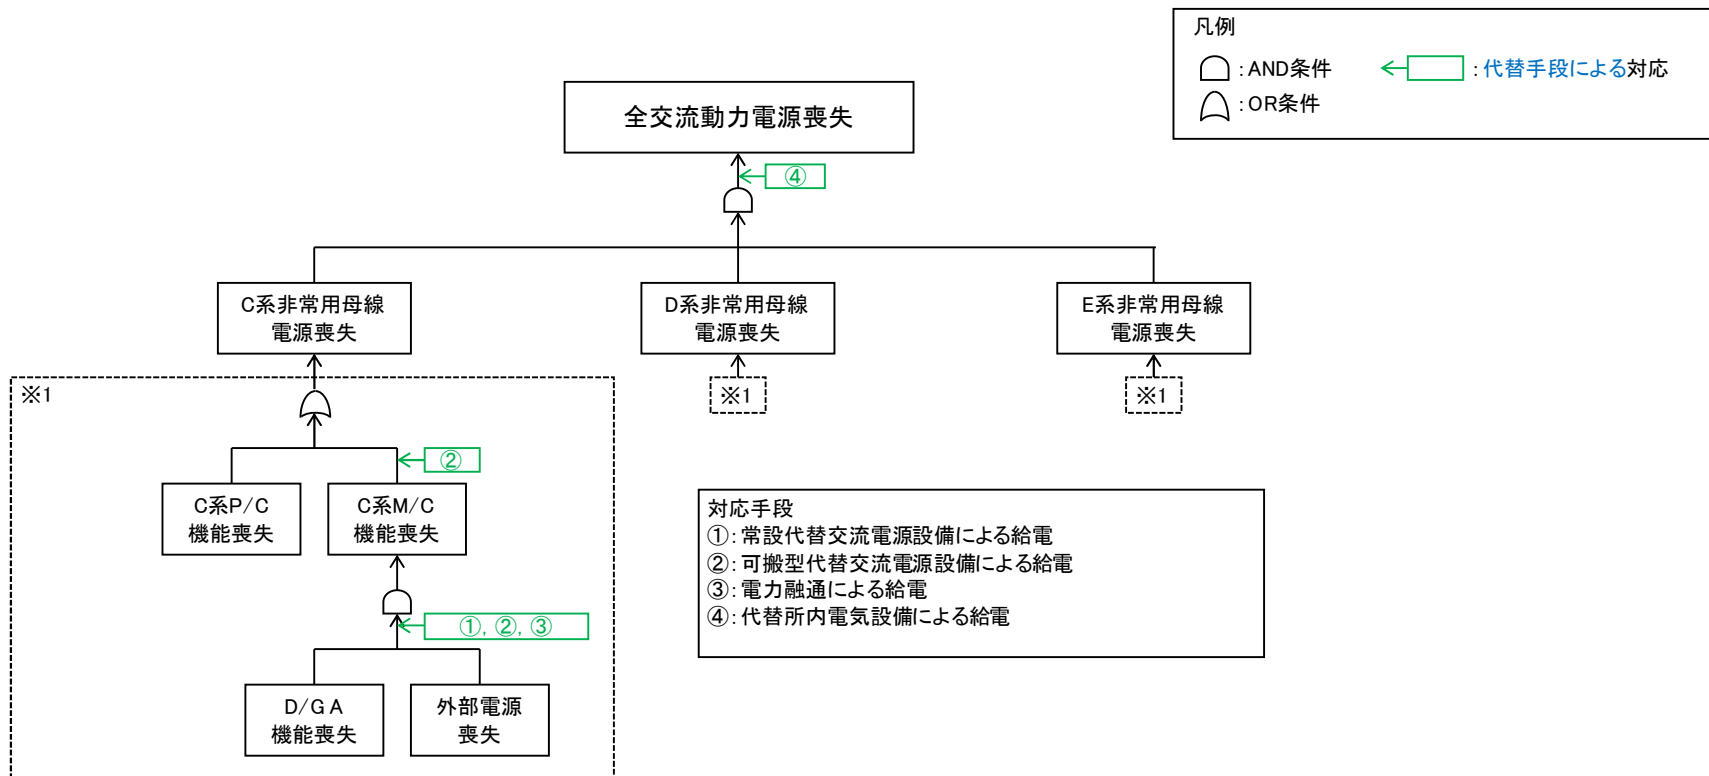 凡例
: AND条件
: 代替手段による対応
: OR条件
全交流動力電源喪失
④
C系非常用母線
電源喪失
D系非常用母線
電源喪失
E系非常用母線
電源喪失
※1
※1
※1
②
C系P/C
機能喪失
C系M/C
機能喪失
①, ②, ③
D/G A
機能喪失
外部電源
喪失
対応手段
①: 常設代替交流電源設備による給電
②: 可搬型代替交流電源設備による給電
③: 電力融通による給電
④: 代替所内電気設備による給電